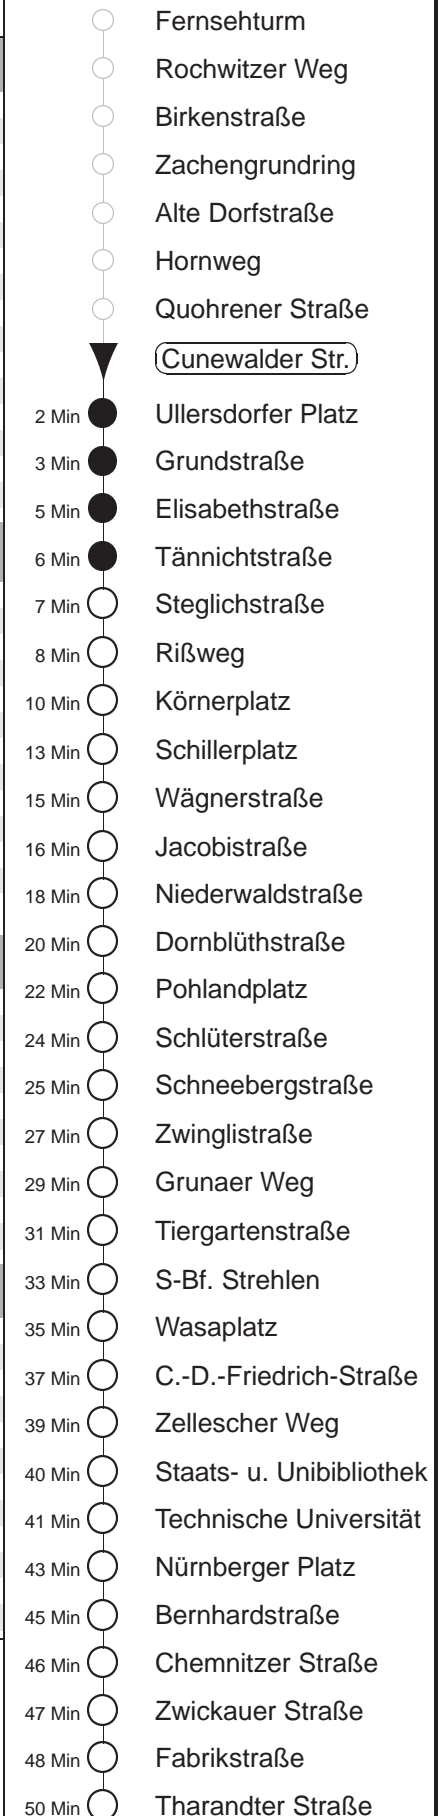 Fernsehturm
Rochwitzer Weg
Birkenstraße
Zachengrundring
Alte Dorfstraße
Hornweg
Quohrener Straße
Cunewalder Str.
2 Min Ullersdorfer Platz
3 Min Grundstraße
5 Min Elisabethstraße
6 Min Tännichtstraße
7 Min Steglichstraße
8 Min Rißweg
10 Min Körnerplatz
13 Min Schillerplatz
15 Min Wägnerstraße
16 Min Jacobistraße
18 Min Niederwaldstraße
20 Min Dornblüthstraße
22 Min Pohlandplatz
24 Min Schlüterstraße
25 Min Schneebergstraße
27 Min Zwinglistraße
29 Min Grunaer Weg
31 Min Tiergartenstraße
33 Min S-Bf. Strehlen
35 Min Wasaplatz
37 Min C.-D.-Friedrich-Straße
39 Min Zellescher Weg
40 Min Staats- u. Unibibliothek
41 Min Technische Universität
43 Min Nürnberger Platz
45 Min Bernhardstraße
46 Min Chemnitzer Straße
47 Min Zwickauer Straße
48 Min Fabrikstraße
50 Min Tharandter Straße